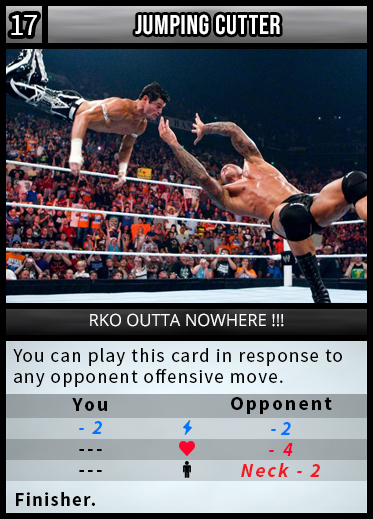 17 JUMPING CUTTER
RKO OUTTA NOWHERE !!!
You can play this card in response to
any opponent offensive move.
You Opponent
- 2 - 2
--- - 4
--- Neck - 2
Finisher.